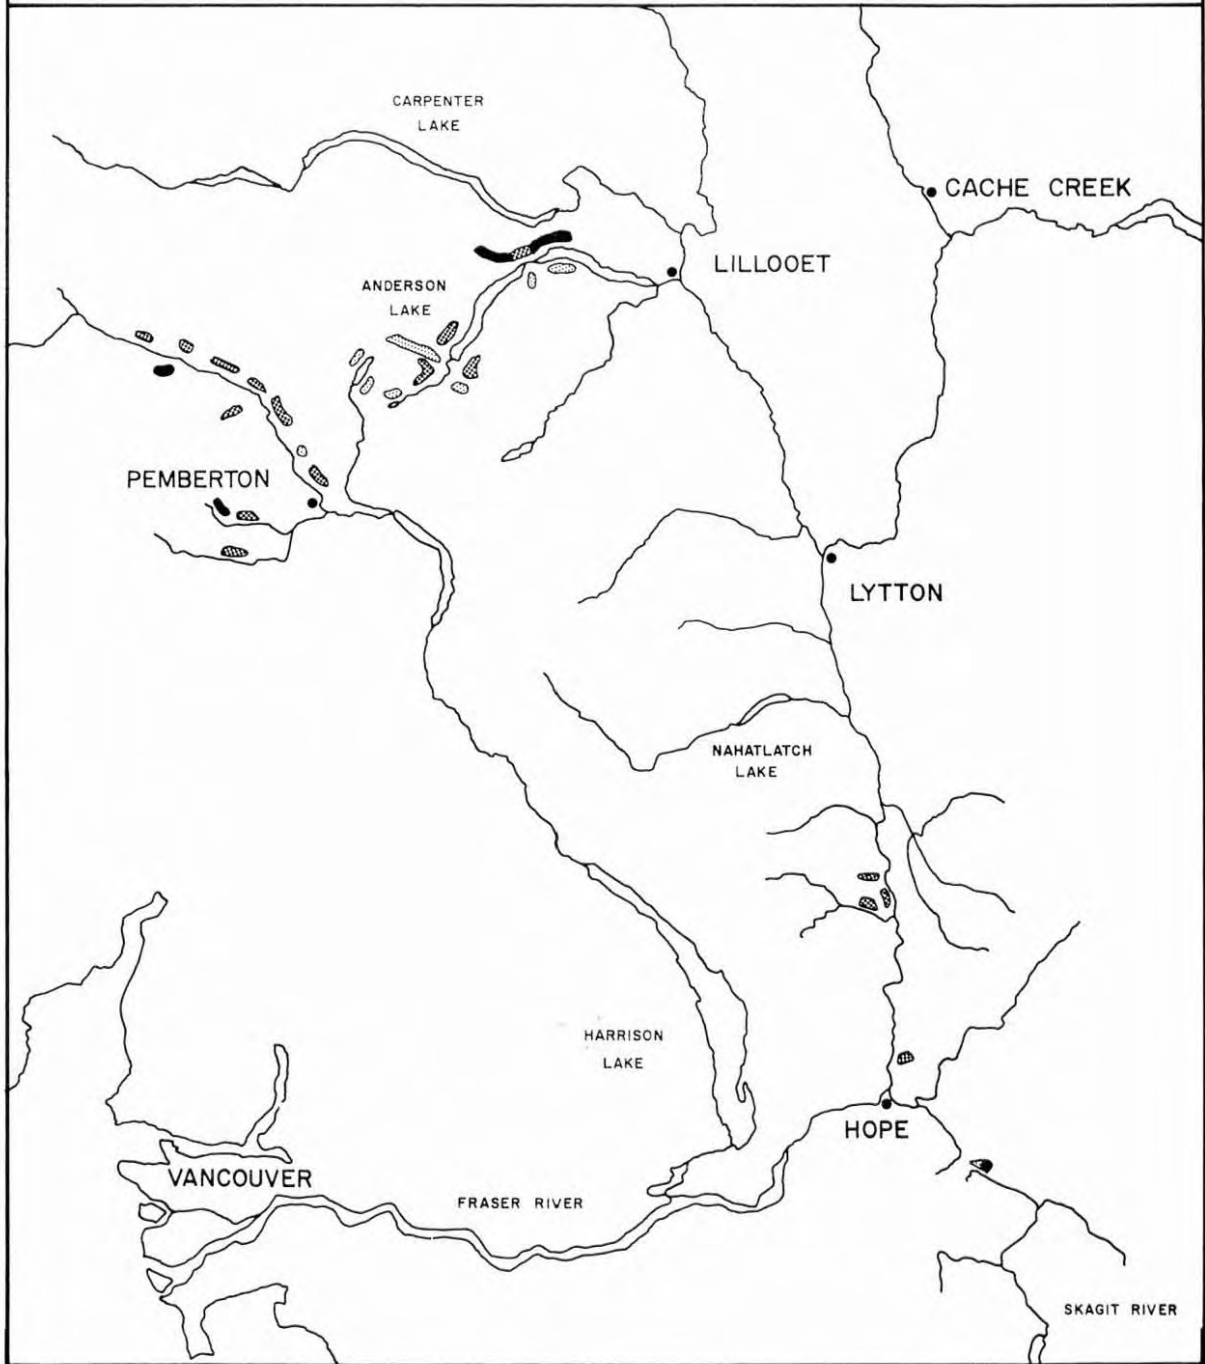 CARPENTER
LAKE
CACHE CREEK
LILLOOET
ANDERSON
LAKE
PEMBERTON
LYTTON
NAHATLATCH
LAKE
HARRISON
LAKE
HOPE
VANCOUVER
FRASER RIVER
SKAGIT RIVER